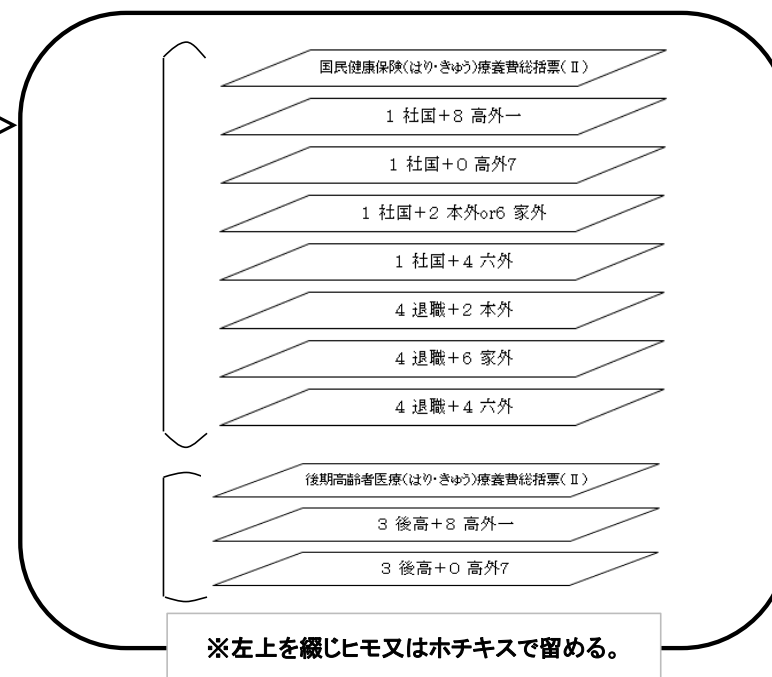 国民健康保険(はり・きゅう)療養費総括票(Ⅱ)
1 社国+8 高外一
1 社国+0 高外7
1 社国+2 本外or6 家外
1 社国+4 六外
4 退職+2 本外
4 退職+6 家外
4 退職+4 六外
後期高齢者医療(はり・きゅう)療養費総括票(Ⅱ)
3 後高+8 高外一
3 後高+0 高外7
※左上を綴じヒモ又はホチキスで留める。